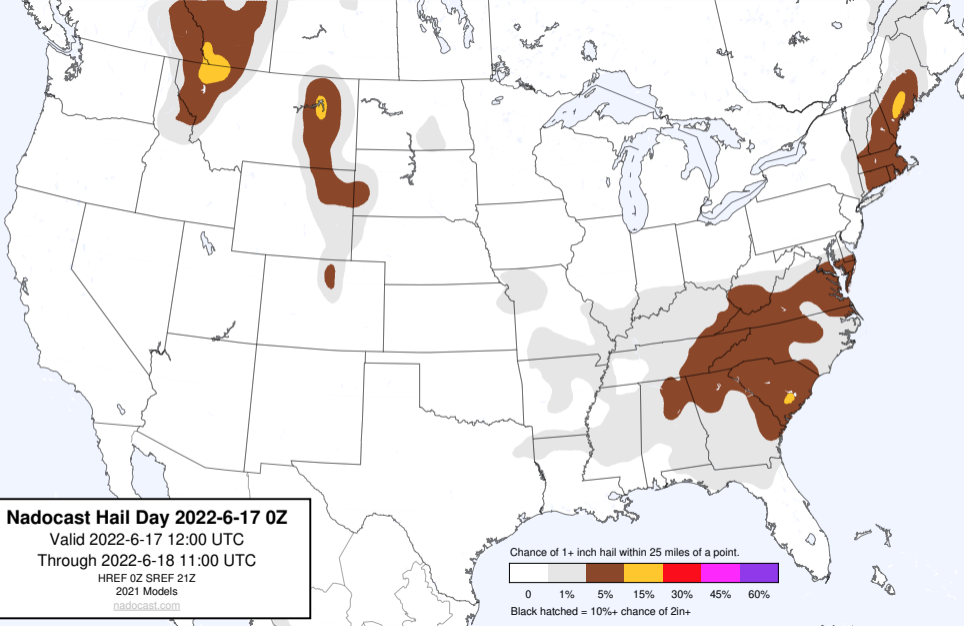 Nadocast Hail Day 2022-6-17 0Z
Valid 2022-6-17 12:00 UTC
Through 2022-6-18 11:00 UTC
HREF 0Z SREF 21Z
2021 Models
nadocast.com
Chance of 1+ inch hail within 25 miles of a point.
0 1% 5% 15% 30% 45% 60%
Black hatched = 10%+ chance of 2in+